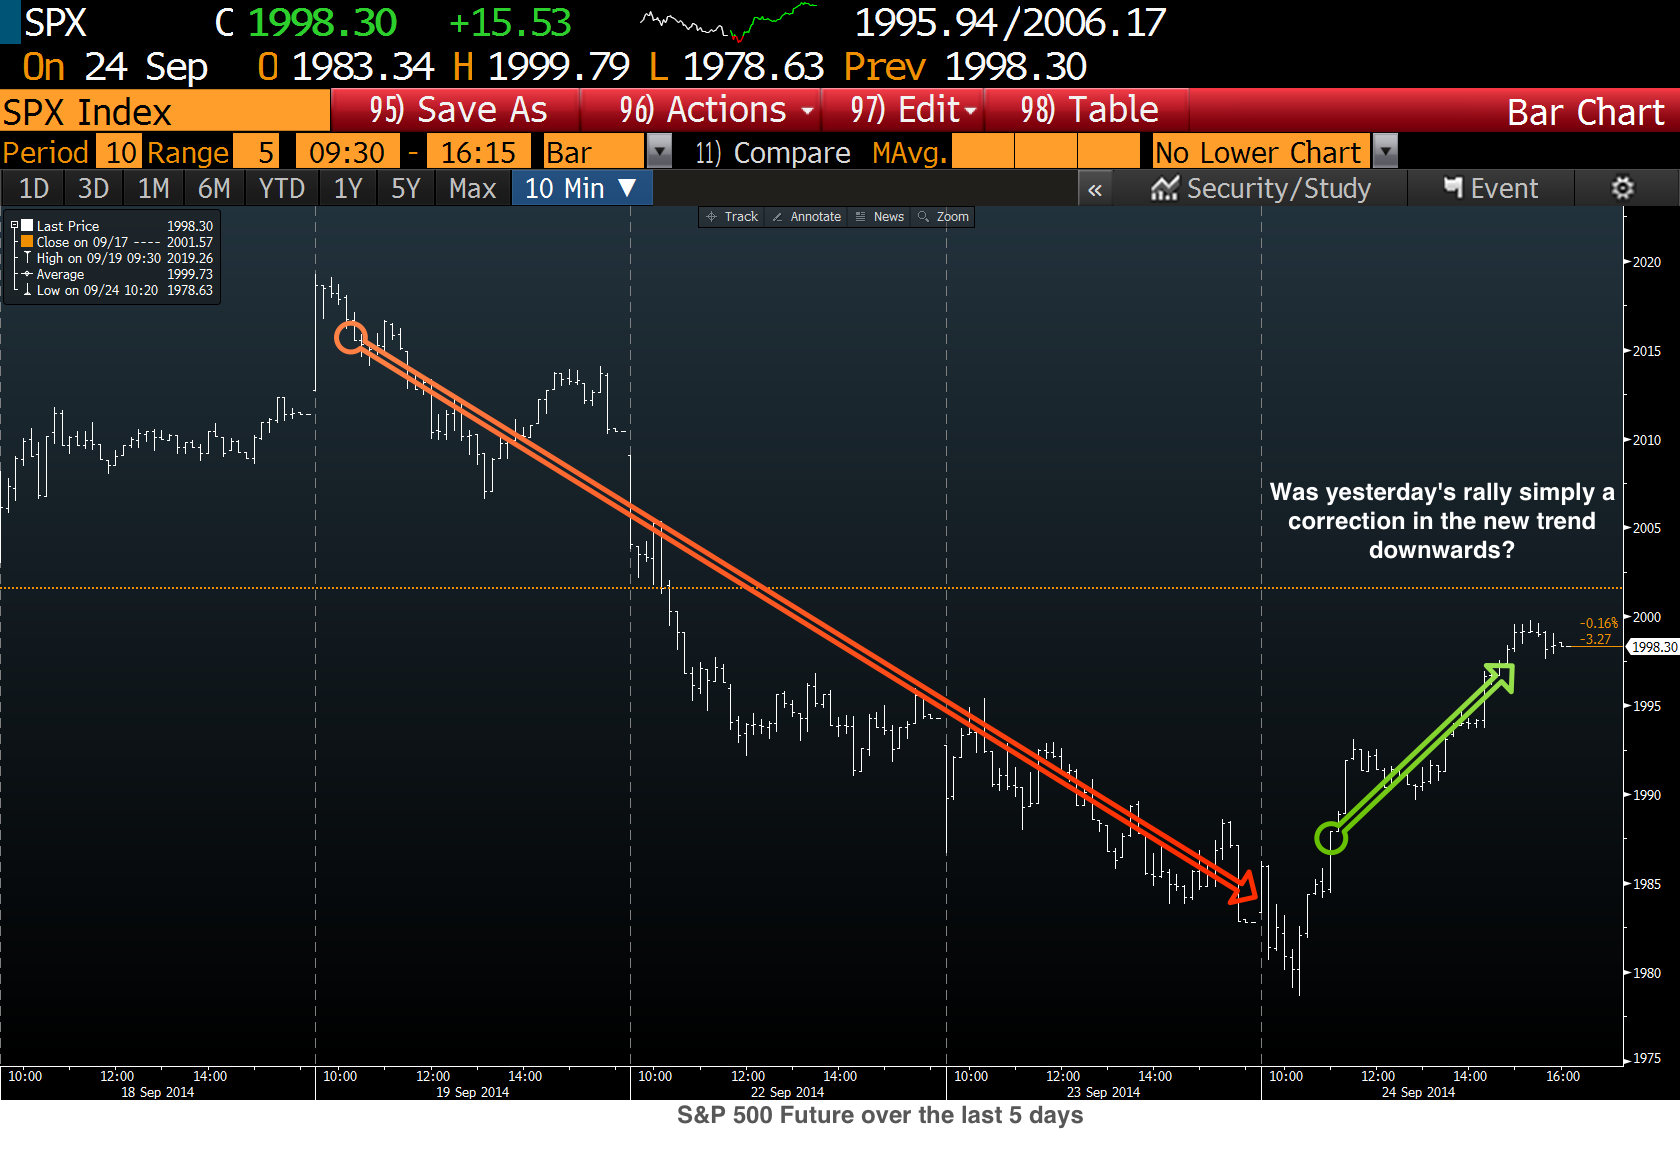 SPX C 1998.30 +15.53 1995.94/2006.17
On 24 Sep O 1983.34 H 1999.79 L 1978.63 Prev 1998.30
SPX Index 95) Save As 96) Actions 97) Edit 98) Table Bar Chart
Period 10 Range 5 09:30 - 16:15 Bar 11) Compare MAvg. No Lower Chart
1D 3D 1M 6M YTD 1Y 5Y Max 10 Min ▼ « Security/Study Event
Track Annotate News Zoom
Last Price 1998.30
Close on 09/17 ---- 2001.57
High on 09/19 09:30 2019.26
Average 1999.73
Low on 09/24 10:20 1978.63
2020
2015
2010
Was yesterday's rally simply a
correction in the new trend
downwards?
2005
2000
-0.16%
-3.27
1998.30
1995
1990
1985
1980
1975
10:00 12:00 14:00 10:00 12:00 14:00 10:00 12:00 14:00 10:00 12:00 14:00 10:00 12:00 14:00 16:00
18 Sep 2014 19 Sep 2014 22 Sep 2014 23 Sep 2014 24 Sep 2014
S&P 500 Future over the last 5 days